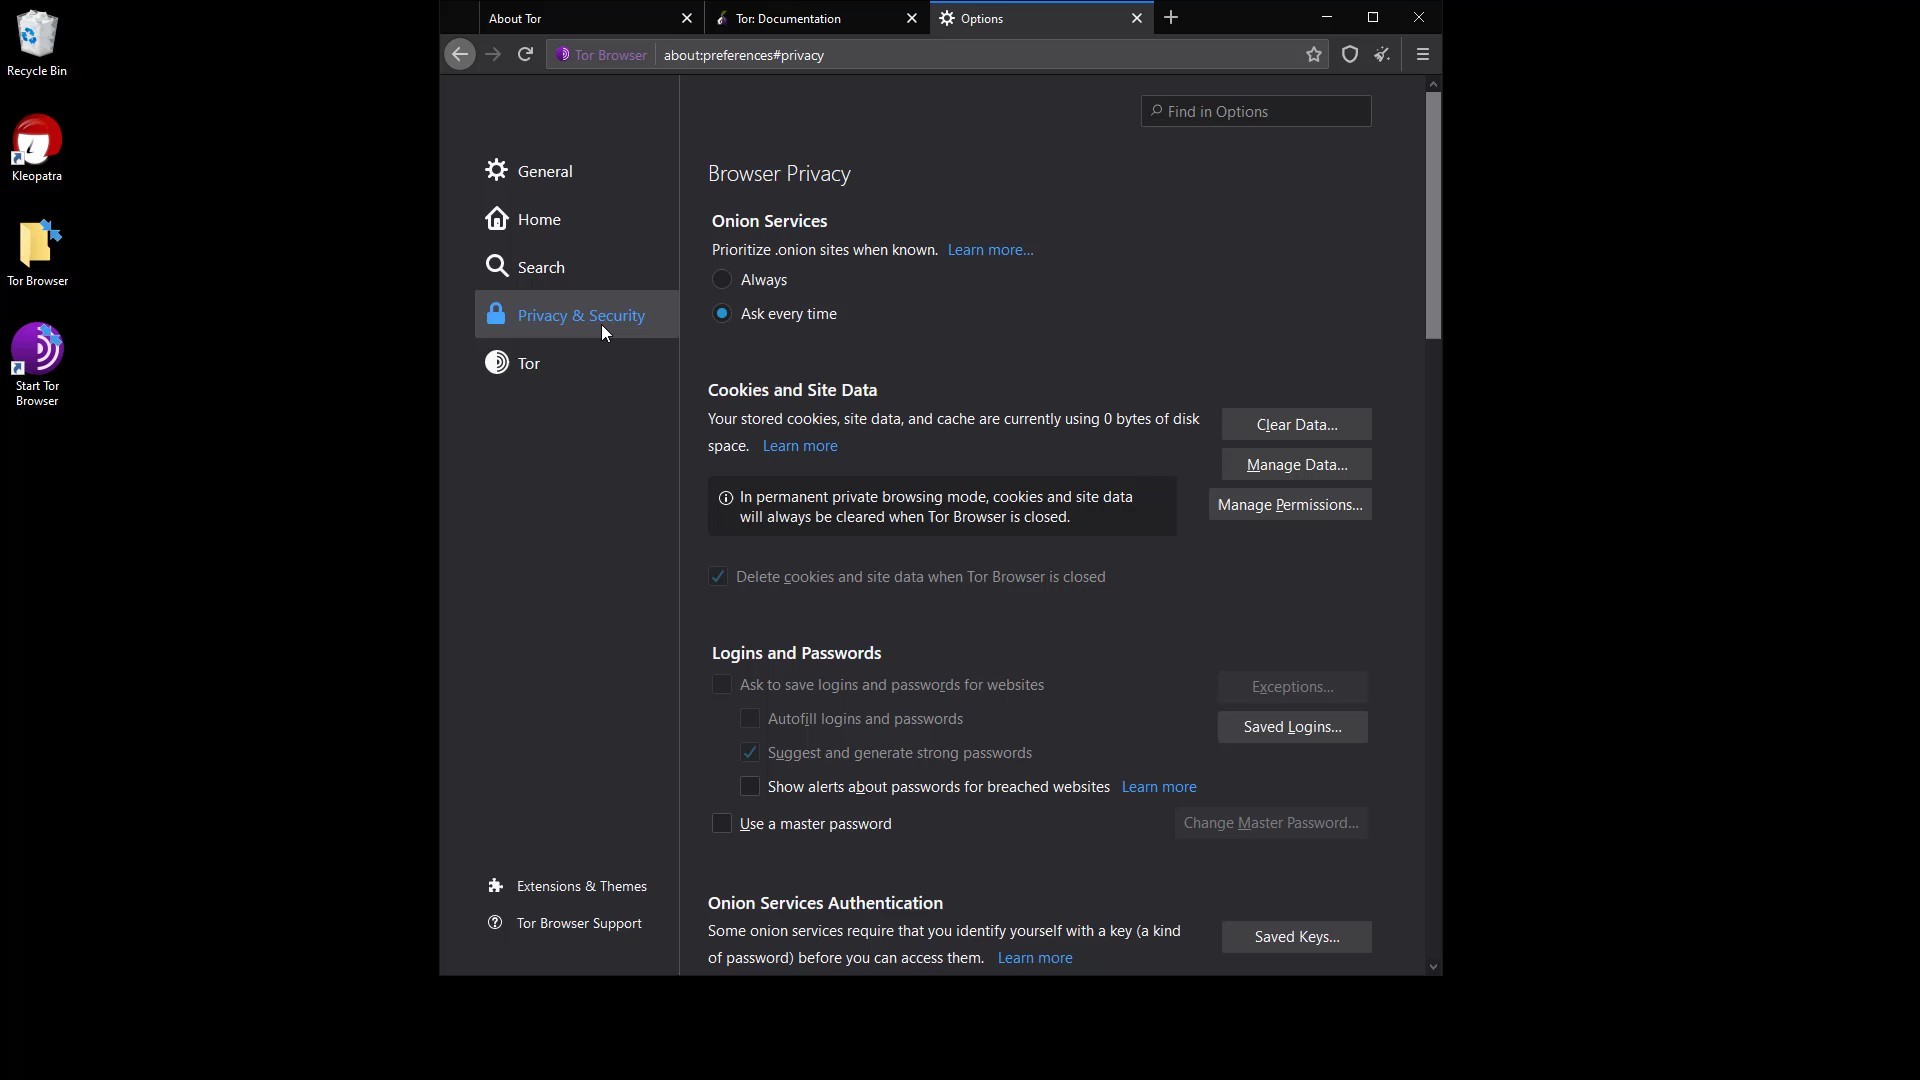 Recycle Bin
Kleopatra
Tor Browser
Start Tor
Browser
About Tor
Tor: Documentation
Options
Tor Browser
about:preferences#privacy
Find in Options
General
Home
Search
Privacy & Security
Tor
Extensions & Themes
Tor Browser Support
Browser Privacy
Onion Services
Prioritize .onion sites when known. Learn more...
Always
Ask every time
Cookies and Site Data
Your stored cookies, site data, and cache are currently using 0 bytes of disk
space. Learn more
Clear Data...
Manage Data...
Manage Permissions...
In permanent private browsing mode, cookies and site data
will always be cleared when Tor Browser is closed.
Delete cookies and site data when Tor Browser is closed
Logins and Passwords
Ask to save logins and passwords for websites
Exceptions...
Autofill logins and passwords
Saved Logins...
Suggest and generate strong passwords
Show alerts about passwords for breached websites Learn more
Use a master password
Change Master Password...
Onion Services Authentication
Some onion services require that you identify yourself with a key (a kind
of password) before you can access them. Learn more
Saved Keys...